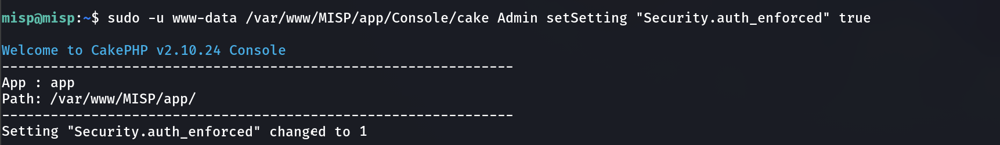 misp@misp:~$ sudo -u www-data /var/www/MISP/app/Console/cake Admin setSetting "Security.auth_enforced" true
Welcome to CakePHP v2.10.24 Console
---------------------------------------------------------------
App : app
Path: /var/www/MISP/app/
---------------------------------------------------------------
Setting "Security.auth_enforced" changed to 1